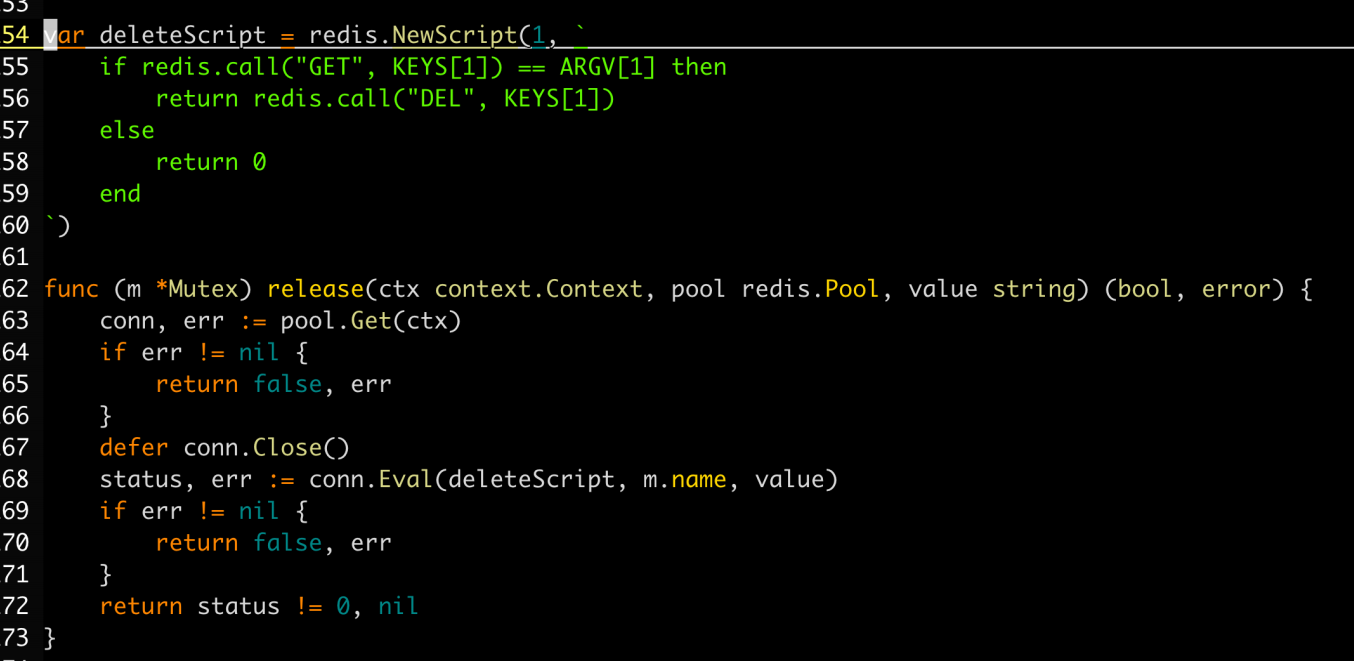 53
54 var deleteScript = redis.NewScript(1, `
55     if redis.call("GET", KEYS[1]) == ARGV[1] then
56         return redis.call("DEL", KEYS[1])
57     else
58         return 0
59     end
60 `)
61
62 func (m *Mutex) release(ctx context.Context, pool redis.Pool, value string) (bool, error) {
63     conn, err := pool.Get(ctx)
64     if err != nil {
65         return false, err
66     }
67     defer conn.Close()
68     status, err := conn.Eval(deleteScript, m.name, value)
69     if err != nil {
70         return false, err
71     }
72     return status != 0, nil
73 }